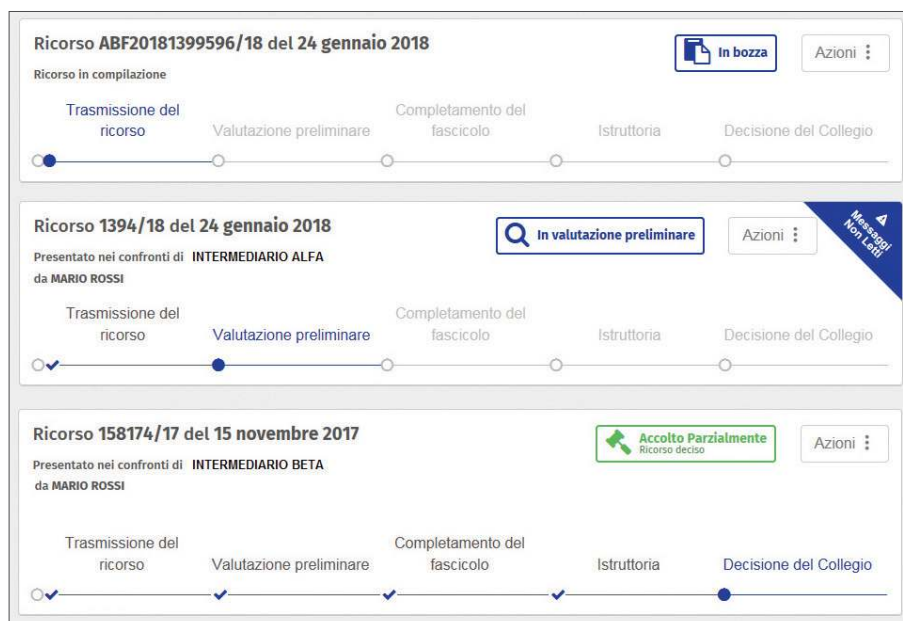 Ricorso ABF20181399596/18 del 24 gennaio 2018
In bozza
Azioni
Ricorso in compilazione
Trasmissione del
ricorso
Valutazione preliminare
Completamento del
fascicolo
Istruttoria
Decisione del Collegio
Ricorso 1394/18 del 24 gennaio 2018
In valutazione preliminare
Azioni
Messaggi
Non Letti
Presentato nei confronti di INTERMEDIARIO ALFA
da MARIO ROSSI
Trasmissione del
ricorso
Valutazione preliminare
Completamento del
fascicolo
Istruttoria
Decisione del Collegio
Ricorso 158174/17 del 15 novembre 2017
Accolto Parzialmente
Ricorso deciso
Azioni
Presentato nei confronti di INTERMEDIARIO BETA
da MARIO ROSSI
Trasmissione del
ricorso
Valutazione preliminare
Completamento del
fascicolo
Istruttoria
Decisione del Collegio